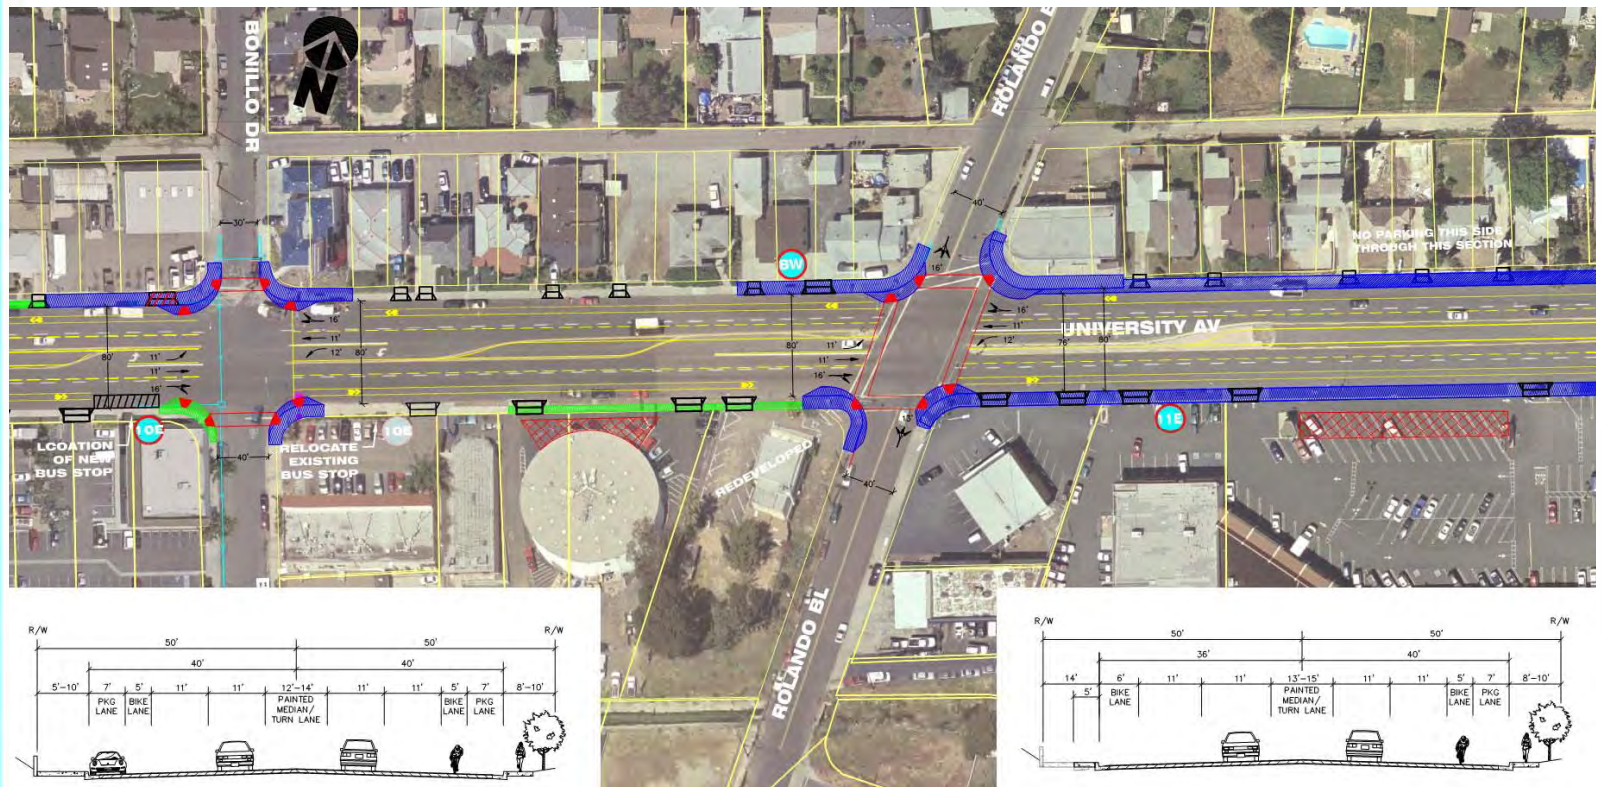 BONILLO DR
N
ROLANDO B
30'
40'
6W
16'
NO PARKING THIS SIDE
THROUGH THIS SECTION
80'
11'
11'
16'
16'
11'
12'
80'
80'
11'
11'
16'
16'
11'
12'
76'
80'
UNIVERSITY AV
10E
LCOATION
OF NEW
BUS STOP
40'
RELOCATE
EXISTING
BUS STOP
10E
REDEVELOPED
40'
11E
ROLANDO BL
R/W
R/W
50'
50'
40'
40'
5'-10' 7' 5' 11' 11' 12'-14' 11' 11' 5' 7' 8'-10'
PKG LANE
BIKE LANE
PAINTED MEDIAN/ TURN LANE
BIKE LANE
PKG LANE
R/W
R/W
50'
50'
36'
40'
14' 6' 11' 11' 13'-15' 11' 11' 5' 7' 8'-10'
5'
BIKE LANE
PAINTED MEDIAN/ TURN LANE
BIKE LANE
PKG LANE